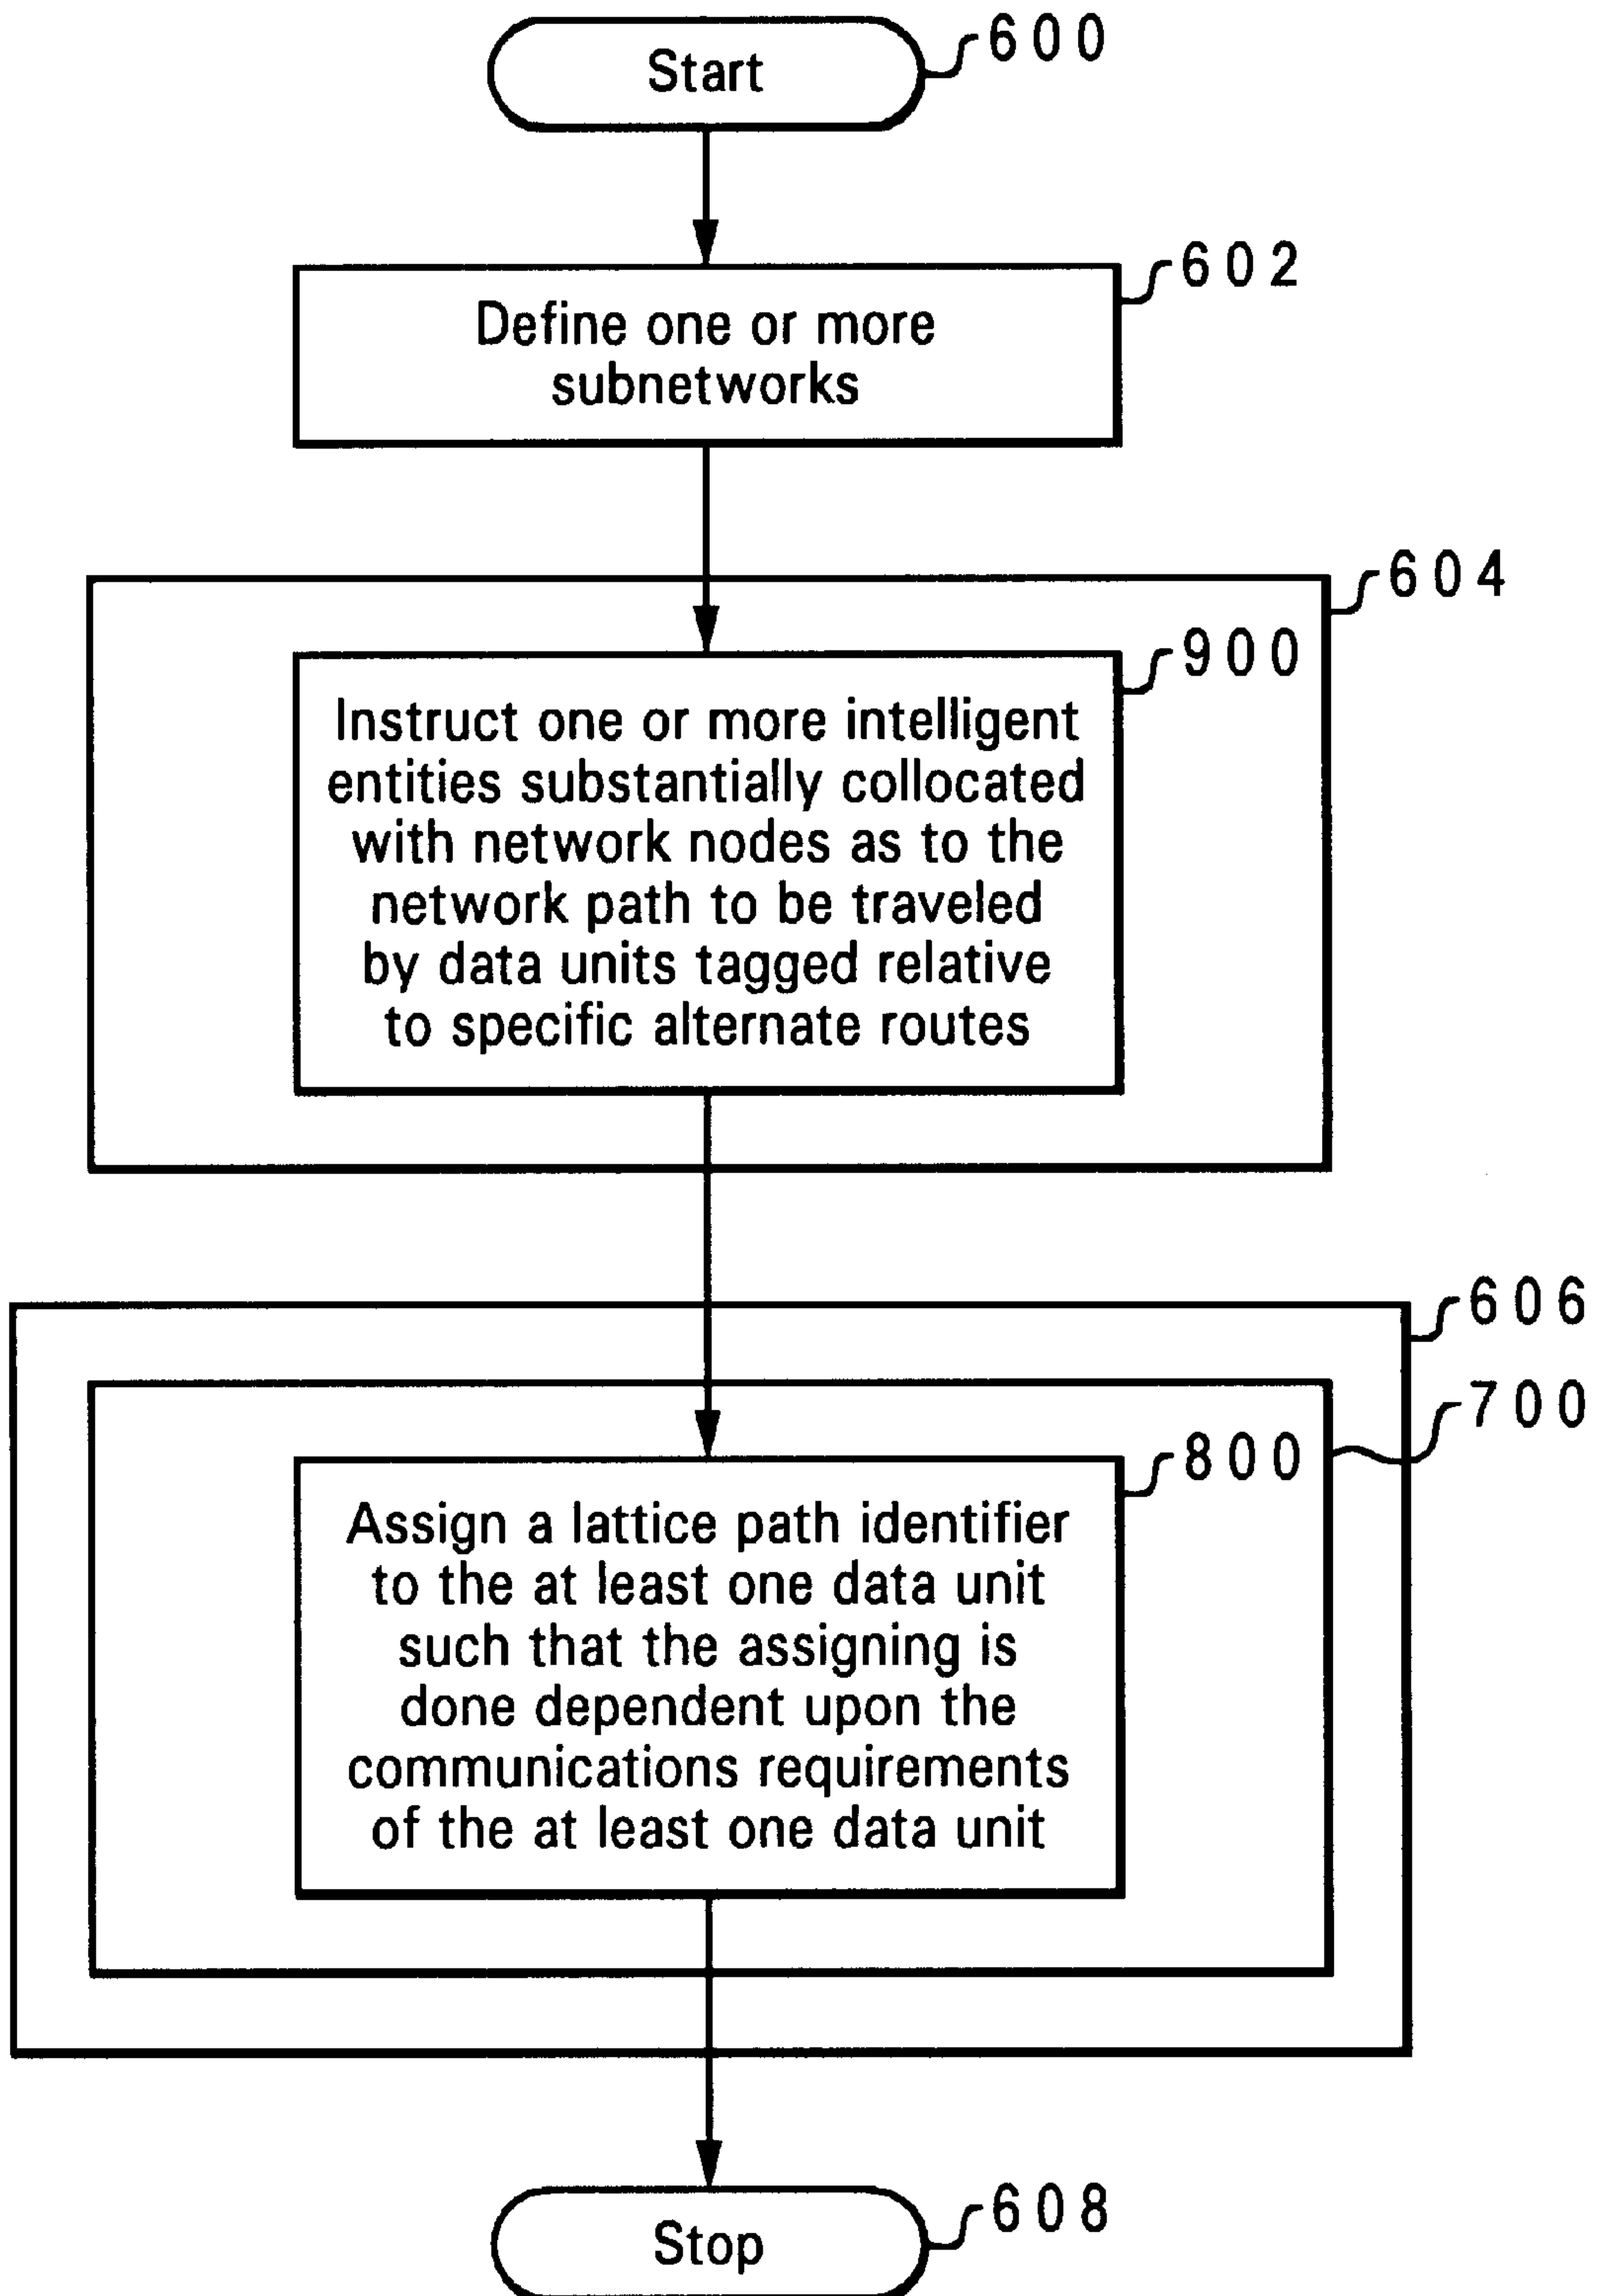 Start
600
602
Define one or more
subnetworks
604
900
Instruct one or more intelligent
entities substantially collocated
with network nodes as to the
network path to be traveled
by data units tagged relative
to specific alternate routes
606
700
800
Assign a lattice path identifier
to the at least one data unit
such that the assigning is
done dependent upon the
communications requirements
of the at least one data unit
Stop
608